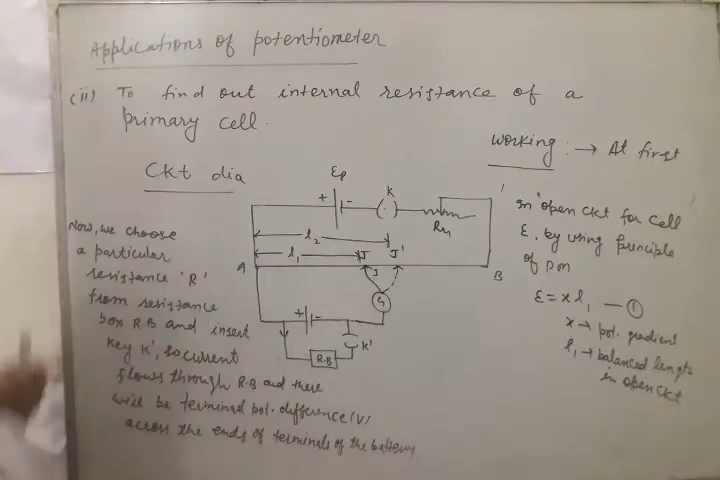 Applications of potentiometer
(ii) To find out internal resistance of a
primary cell.
Ckt dia
working : → At first
in open ckt for cell
ε, by using principle
of pm
ε = x l₁ — ①
x → pot. gradient
l₁ → balanced length
in open ckt
Ep
+ -
K
Rh
l₂
l₁
J
J'
A
B
I
G
+ -
K'
R.B
Now, we choose
a particular
resistance 'R'
from resistance
box R.B and insert
key K', so current
flows through R.B and there
will be terminal pot. difference (V)
across the ends of terminals of the battery